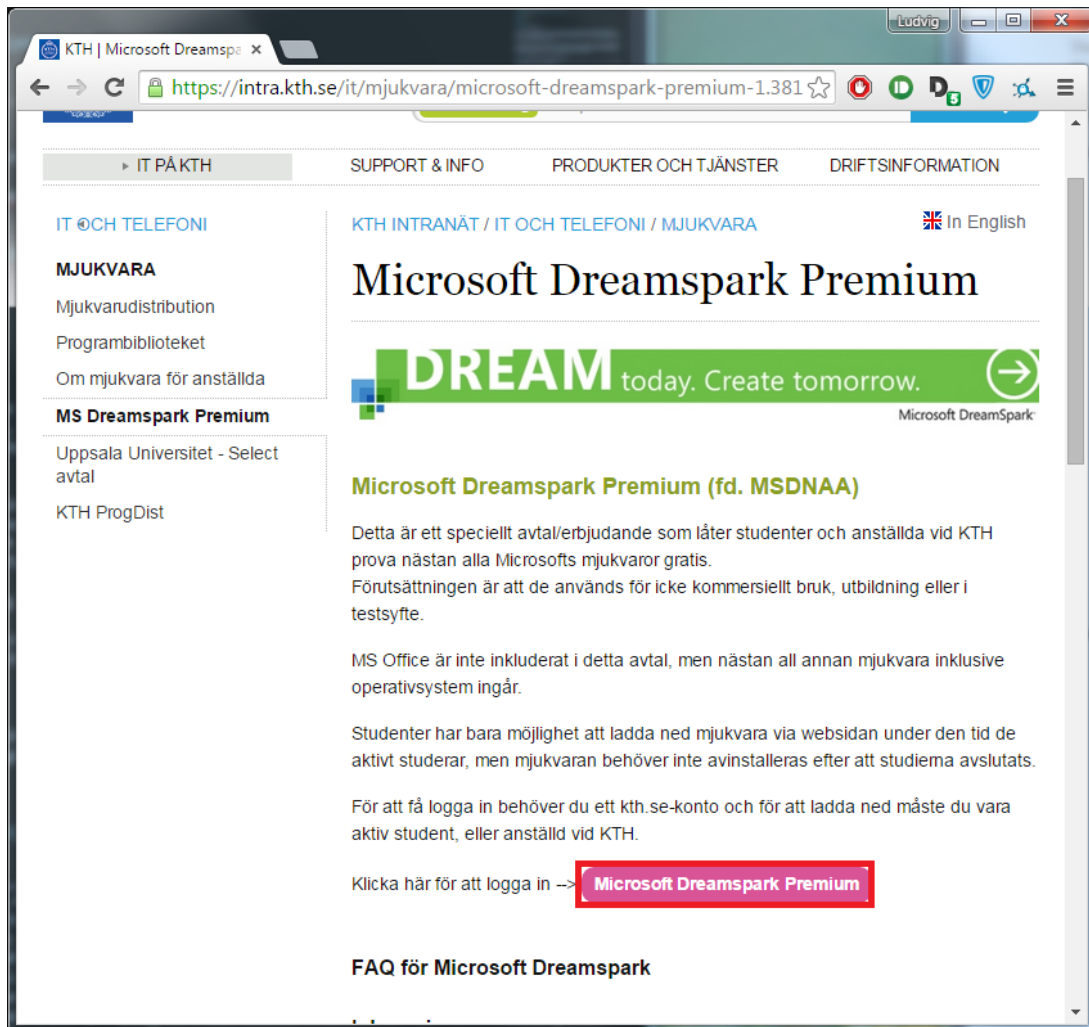 Ludvig
KTH | Microsoft Dreamspa
https://intra.kth.se/it/mjukvara/microsoft-dreamspark-premium-1.381
5
IT PÅ KTH
SUPPORT & INFO
PRODUKTER OCH TJÄNSTER
DRIFTSINFORMATION
IT OCH TELEFONI
KTH INTRANÄT / IT OCH TELEFONI / MJUKVARA
In English
MJUKVARA
Mjukvarudistribution
Programbiblioteket
Om mjukvara för anställda
MS Dreamspark Premium
Uppsala Universitet - Select
avtal
KTH ProgDist
Microsoft Dreamspark Premium
DREAM today. Create tomorrow.
Microsoft DreamSpark
Microsoft Dreamspark Premium (fd. MSDNAA)
Detta är ett speciellt avtal/erbjudande som låter studenter och anställda vid KTH
prova nästan alla Microsofts mjukvaror gratis.
Förutsättningen är att de används för icke kommersiellt bruk, utbildning eller i
testsyfte.
MS Office är inte inkluderat i detta avtal, men nästan all annan mjukvara inklusive
operativsystem ingår.
Studenter har bara möjlighet att ladda ned mjukvara via websidan under den tid de
aktivt studerar, men mjukvaran behöver inte avinstalleras efter att studierna avslutats.
För att få logga in behöver du ett kth.se-konto och för att ladda ned måste du vara
aktiv student, eller anställd vid KTH.
Klicka här för att logga in --> Microsoft Dreamspark Premium
FAQ för Microsoft Dreamspark